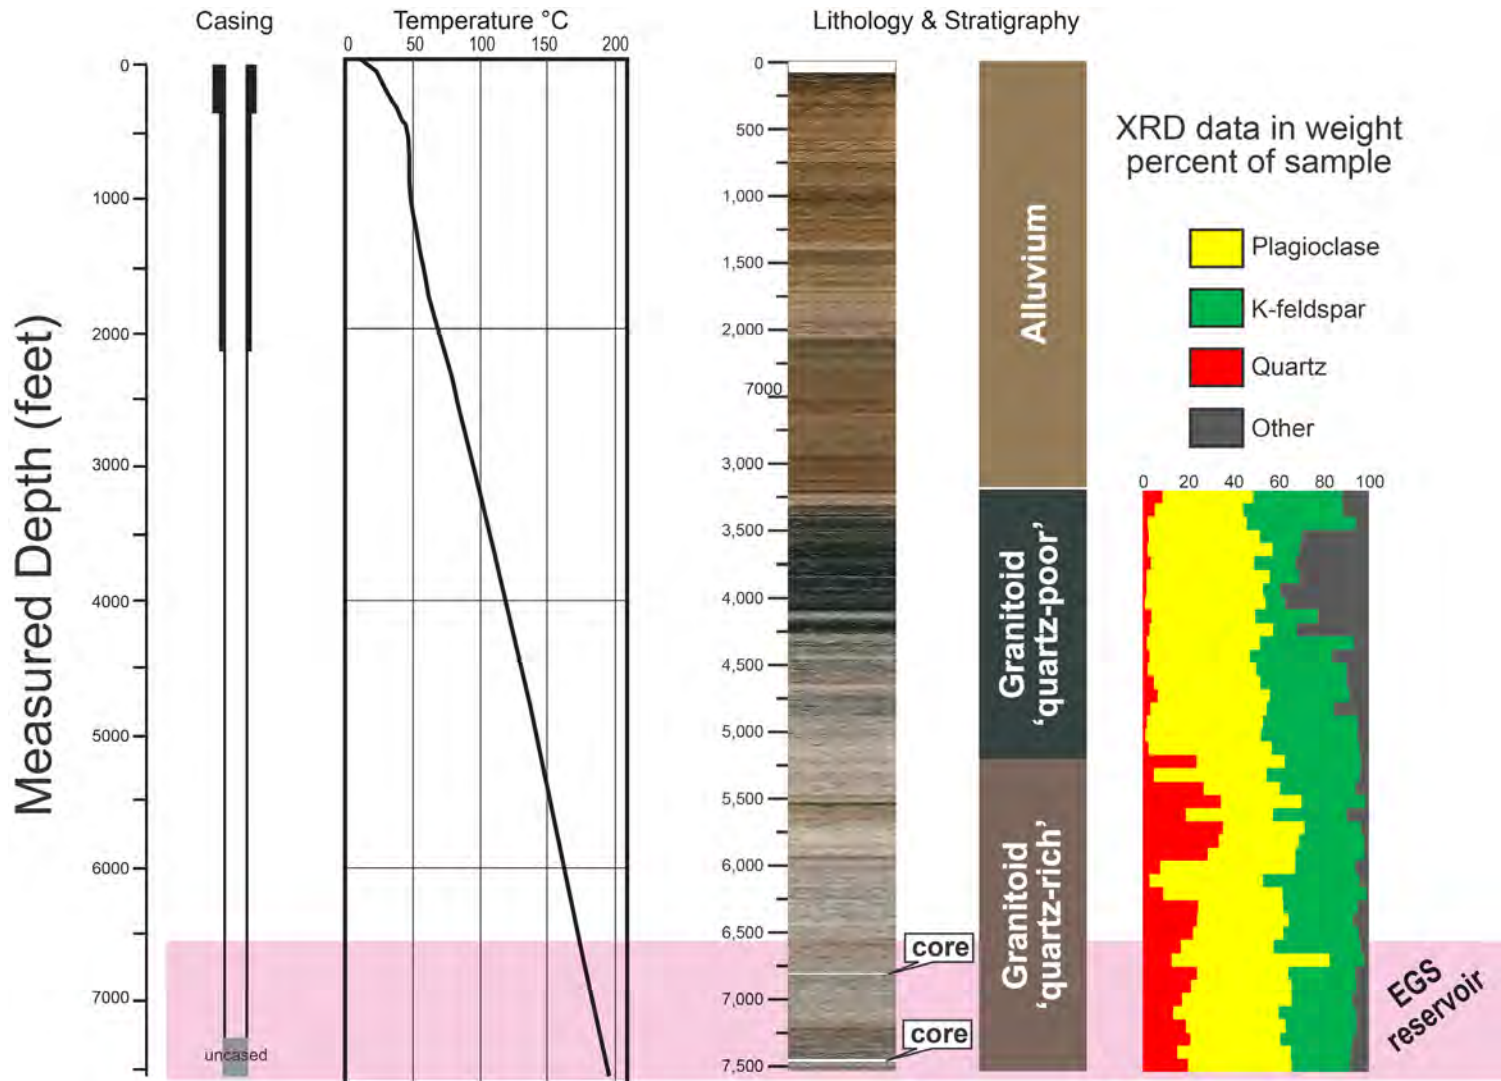 Casing
Temperature °C
Lithology & Stratigraphy
0 50 100 150 200
Measured Depth (feet)
0
1000
2000
3000
4000
5000
6000
7000
uncased
0
500
1,000
1,500
2,000
7000
3,000
3,500
4,000
4,500
5,000
5,500
6,000
6,500
7,000
7,500
core
core
Alluvium
Granitoid
‘quartz-poor’
Granitoid
‘quartz-rich’
XRD data in weight
percent of sample
Plagioclase
K-feldspar
Quartz
Other
0 20 40 60 80 100
EGS
reservoir